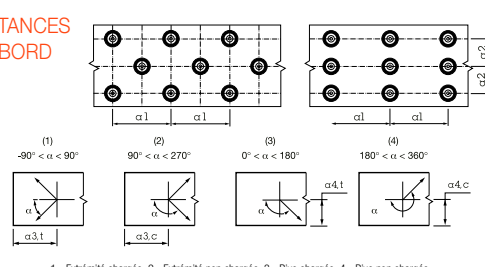 TANCES
BORD
α1 α1
α1 α1
α2
α2
(1) (2) (3) (4)
-90° < α < 90° 90° < α < 270° 0° < α < 180° 180° < α < 360°
α α α α
α4,t α4,c
α3,t α3,c